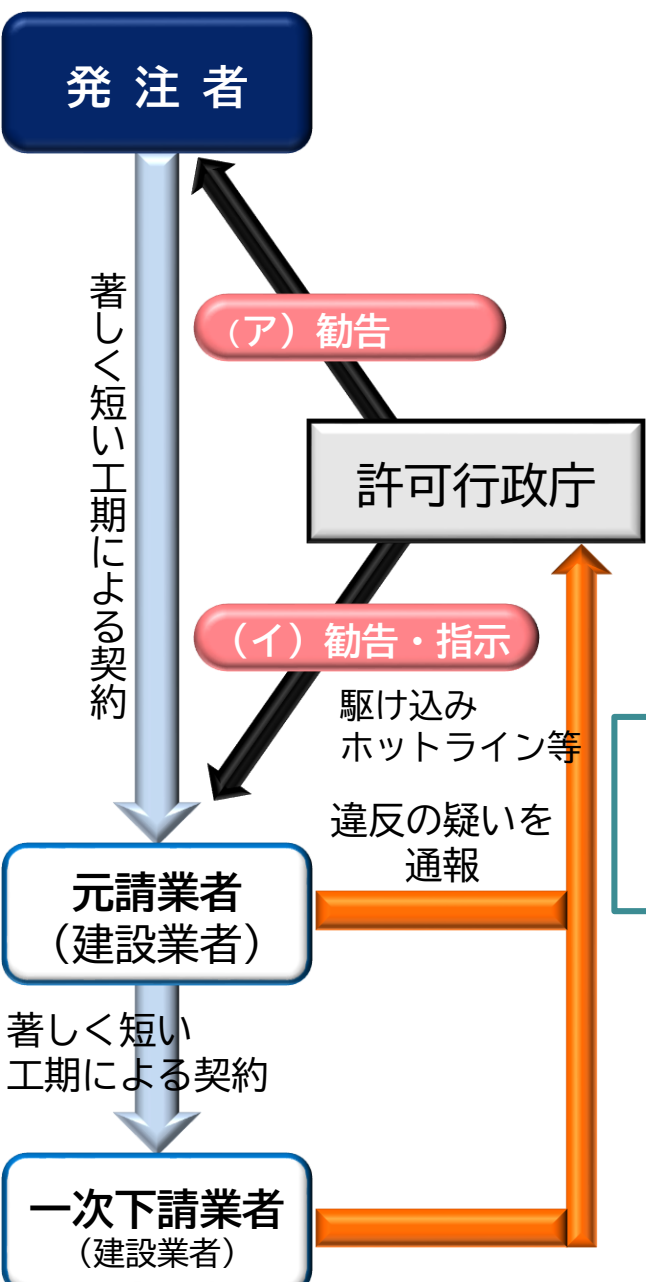 発 注 者
著しく短い工期による契約
（ア）勧告
許可行政庁
（イ）勧告・指示
駆け込み
ホットライン等
違反の疑いを
通報
元請業者
（建設業者）
著しく短い
工期による契約
一次下請業者
（建設業者）